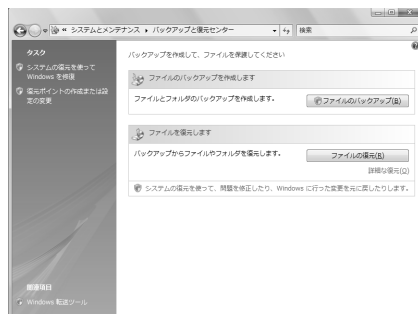 « システムとメンテナンス ▸ バックアップと復元センター
検索
タスク
システムの復元を使って
Windows を修復
復元ポイントの作成または設
定の変更
関連項目
Windows 転送ツール
バックアップを作成して、ファイルを保護してください
ファイルのバックアップを作成します
ファイルとフォルダのバックアップを作成します。
ファイルのバックアップ(B)
ファイルを復元します
バックアップからファイルやフォルダを復元します。
ファイルの復元(R)
詳細な復元(O)
システムの復元を使って、問題を修正したり、Windows に行った変更を元に戻したりします。